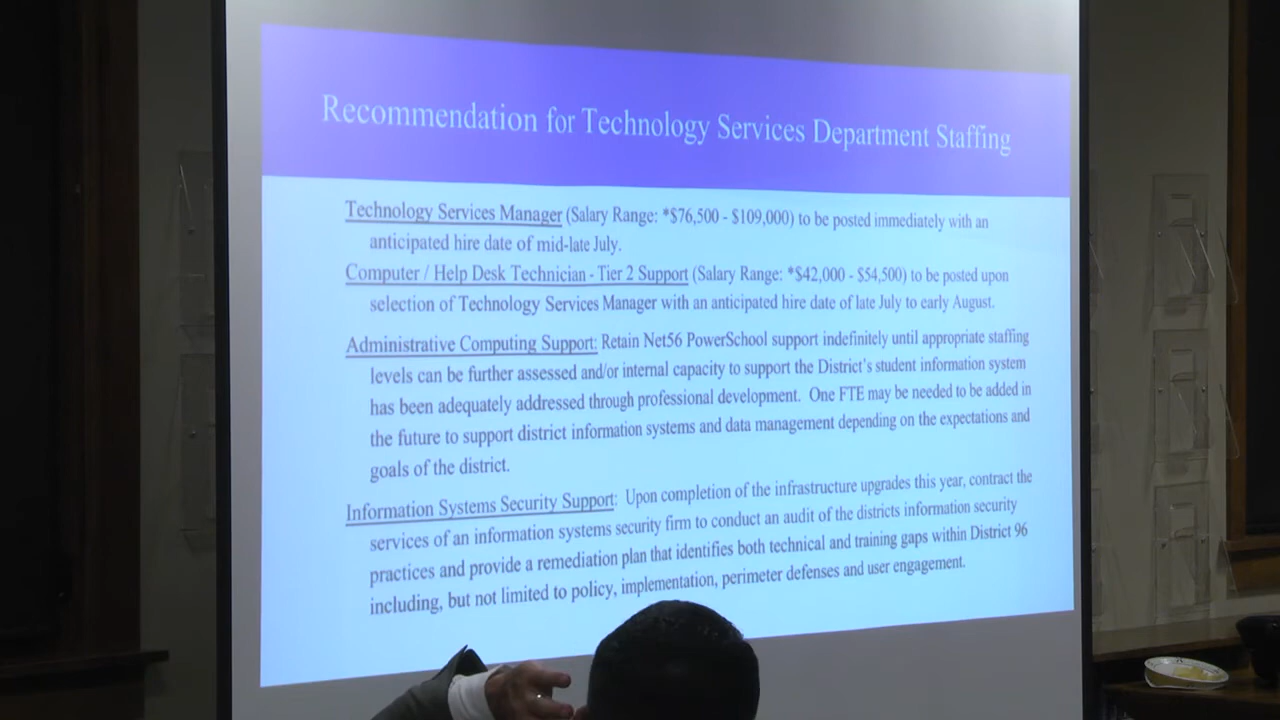 Recommendation for Technology Services Department Staffing
Technology Services Manager (Salary Range: *$76,500 - $109,000) to be posted immediately with an
anticipated hire date of mid-late July.
Computer / Help Desk Technician - Tier 2 Support (Salary Range: *$42,000 - $54,500) to be posted upon
selection of Technology Services Manager with an anticipated hire date of late July to early August.
Administrative Computing Support: Retain Net56 PowerSchool support indefinitely until appropriate staffing
levels can be further assessed and/or internal capacity to support the District's student information system
has been adequately addressed through professional development. One FTE may be needed to be added in
the future to support district information systems and data management depending on the expectations and
goals of the district.
Information Systems Security Support: Upon completion of the infrastructure upgrades this year, contract the
services of an information systems security firm to conduct an audit of the districts information security
practices and provide a remediation plan that identifies both technical and training gaps within District 96
including, but not limited to policy, implementation, perimeter defenses and user engagement.